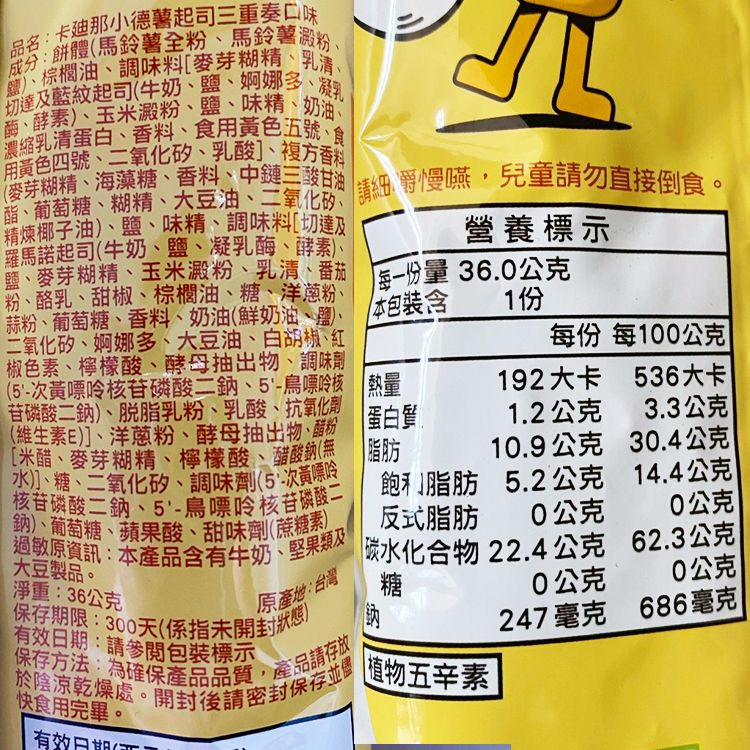 品名：卡迪那小德薯起司三重奏口味
成分：餅體(馬鈴薯全粉、馬鈴薯澱粉、
鹽)、棕櫚油、調味料[麥芽糊精、乳清、
切達及藍紋起司(牛奶、鹽、婀娜多、凝乳
酶、酵素)、玉米澱粉、鹽、味精、奶油、
濃縮乳清蛋白、香料、食用黃色五號、食
用黃色四號、二氧化矽、乳酸]、複方香料
(麥芽糊精、海藻糖、香料、中鏈三酸甘油
酯、葡萄糖、糊精、大豆油、二氧化矽、
精煉椰子油)、鹽、味精、調味料[切達及
羅馬諾起司(牛奶、鹽、凝乳酶、酵素)、
鹽、麥芽糊精、玉米澱粉、乳清、番茄
粉、酪乳、甜椒、棕櫚油、糖、洋蔥粉、
蒜粉、葡萄糖、香料、奶油(鮮奶油、鹽)、
二氧化矽、婀娜多、大豆油、白胡椒、紅
椒色素、檸檬酸、酵母抽出物、調味劑
(5'-次黃嘌呤核苷磷酸二鈉、5'-鳥嘌呤核
苷磷酸二鈉)、脫脂乳粉、乳酸、抗氧化劑
(維生素E)]、洋蔥粉、酵母抽出物、醋粉
[米醋、麥芽糊精、檸檬酸、醋酸鈉(無
水)]、糖、二氧化矽、調味劑(5'-次黃嘌呤
核苷磷酸二鈉、5'-鳥嘌呤核苷磷酸二
鈉)、葡萄糖、蘋果酸、甜味劑(蔗糖素)
過敏原資訊：本產品含有牛奶、堅果類及
大豆製品。
淨重：36公克 原產地：台灣
保存期限：300天(係指未開封狀態)
有效日期：請參閱包裝標示
保存方法：為確保產品品質，產品請存放
於陰涼乾燥處。開封後請密封保存並儘
快食用完畢。
請細嚼慢嚥，兒童請勿直接倒食。
營養標示
每一份量 36.0公克
本包裝含 1份
每份 每100公克
熱量 192大卡 536大卡
蛋白質 1.2公克 3.3公克
脂肪 10.9公克 30.4公克
飽和脂肪 5.2公克 14.4公克
反式脂肪 0公克 0公克
碳水化合物 22.4公克 62.3公克
糖 0公克 0公克
鈉 247毫克 686毫克
植物五辛素